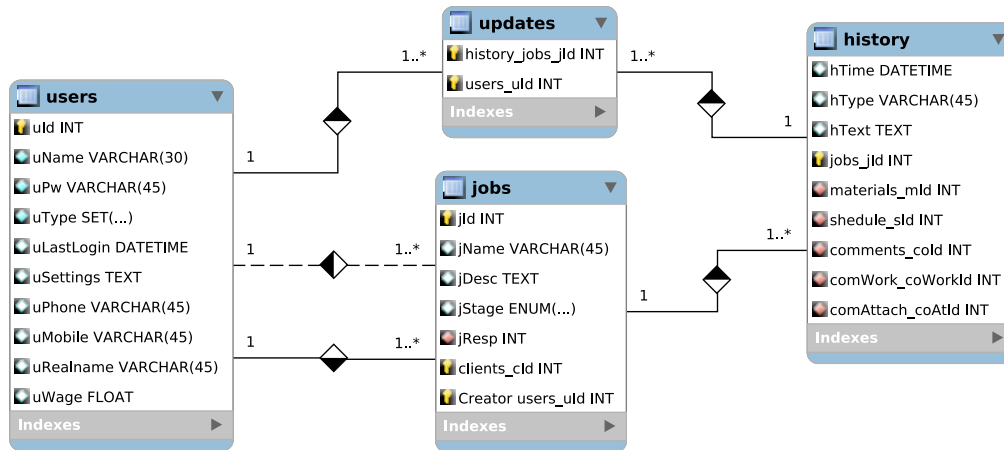 updates
history_jobs_jId INT
users_uId INT
Indexes
history
hTime DATETIME
hType VARCHAR(45)
hText TEXT
jobs_jId INT
materials_mId INT
shedule_sId INT
comments_coId INT
comWork_coWorkId INT
comAttach_coAtId INT
Indexes
users
uId INT
uName VARCHAR(30)
uPw VARCHAR(45)
uType SET(...)
uLastLogin DATETIME
uSettings TEXT
uPhone VARCHAR(45)
uMobile VARCHAR(45)
uRealname VARCHAR(45)
uWage FLOAT
Indexes
jobs
jId INT
jName VARCHAR(45)
jDesc TEXT
jStage ENUM(...)
jResp INT
clients_cId INT
Creator users_uId INT
Indexes
1..*
1
1..*
1
1
1..*
1
1..*
1
1..*